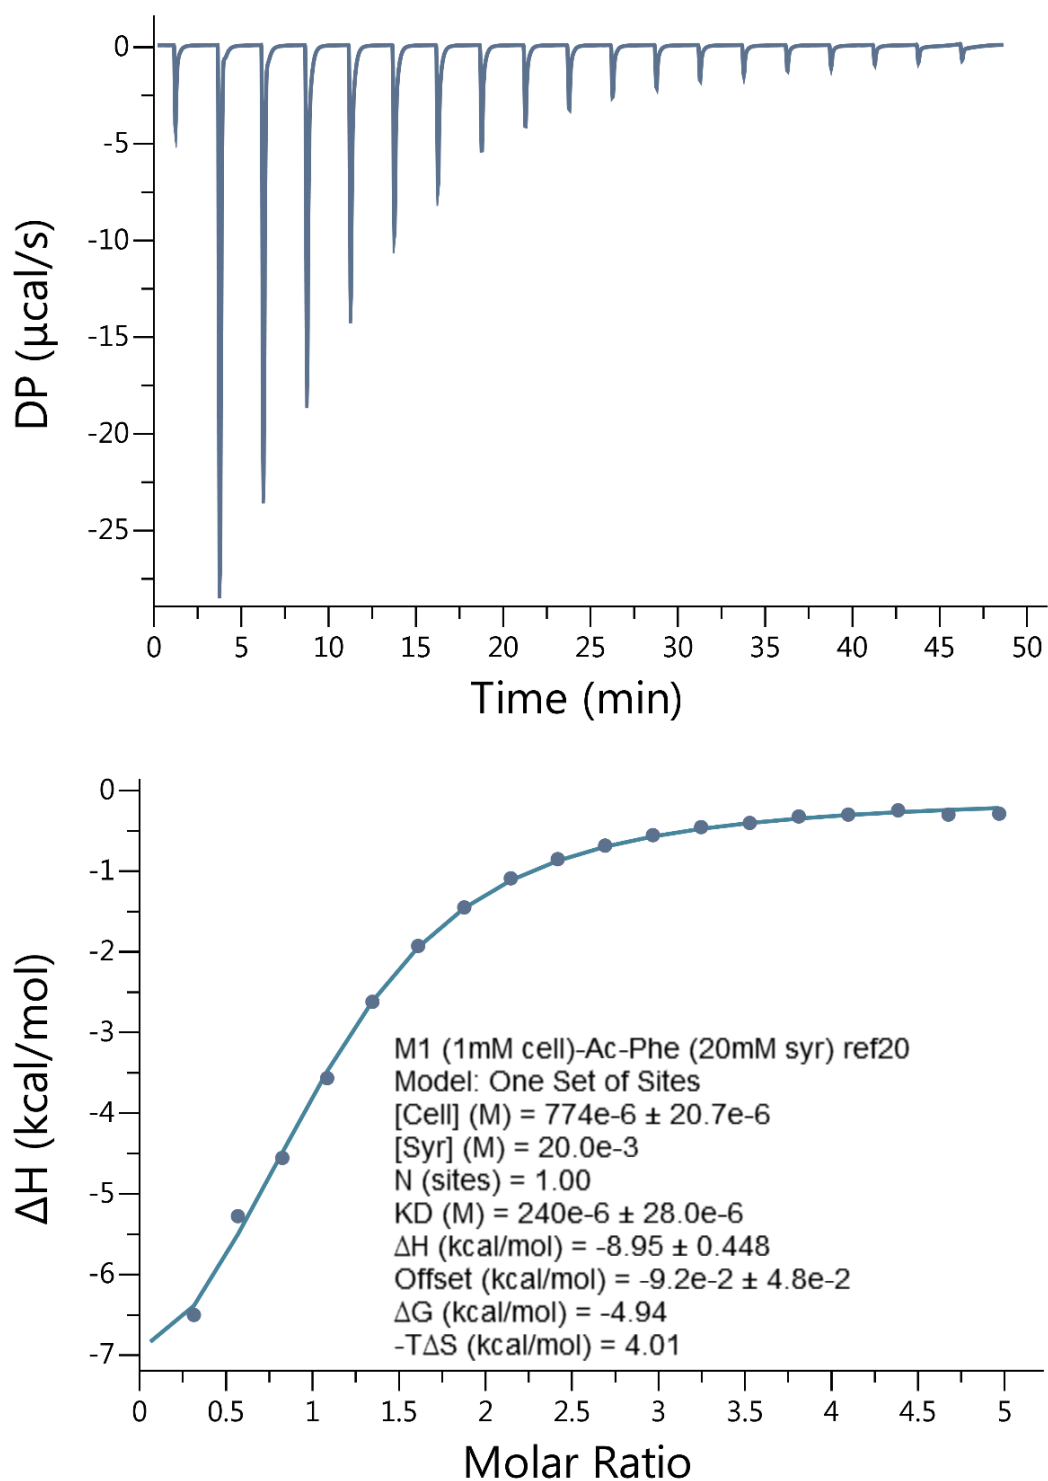 0
-5
-10
-15
-20
-25
DP (µcal/s)
0 5 10 15 20 25 30 35 40 45 50
Time (min)
0
-1
-2
-3
-4
-5
-6
-7
ΔH (kcal/mol)
M1 (1mM cell)-Ac-Phe (20mM syr) ref20
Model: One Set of Sites
[Cell] (M) = 774e-6 ± 20.7e-6
[Syr] (M) = 20.0e-3
N (sites) = 1.00
KD (M) = 240e-6 ± 28.0e-6
ΔH (kcal/mol) = -8.95 ± 0.448
Offset (kcal/mol) = -9.2e-2 ± 4.8e-2
ΔG (kcal/mol) = -4.94
-TΔS (kcal/mol) = 4.01
0 0.5 1 1.5 2 2.5 3 3.5 4 4.5 5
Molar Ratio